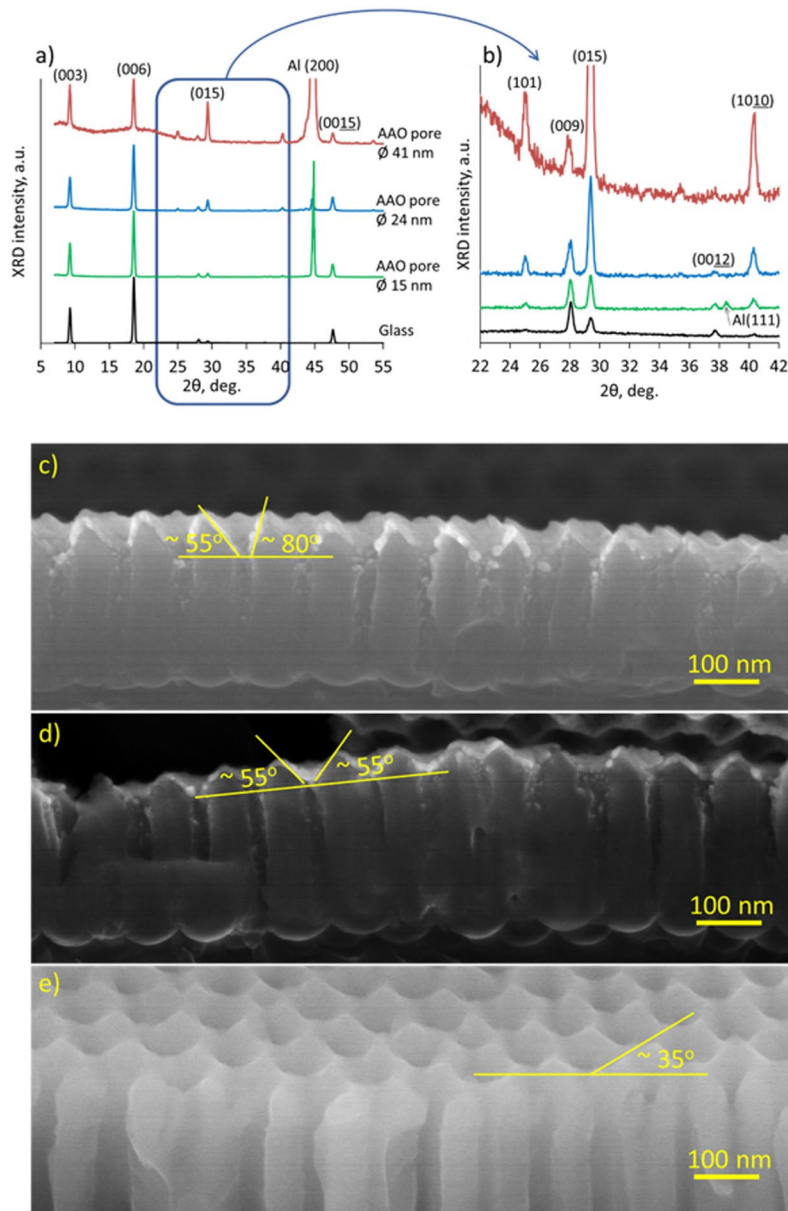 a)
(003)
(006)
(015)
Al (200)
(0015)
AAO pore
Ø 41 nm
AAO pore
Ø 24 nm
AAO pore
Ø 15 nm
Glass
XRD intensity, a.u.
5 10 15 20 25 30 35 40 45 50 55
2θ, deg.
b)
(015)
(101)
(009)
(1010)
(0012)
Al(111)
XRD intensity, a.u.
22 24 26 28 30 32 34 36 38 40 42
2θ, deg.
c)
~ 55° ~ 80°
100 nm
d)
~ 55° ~ 55°
100 nm
e)
~ 35°
100 nm